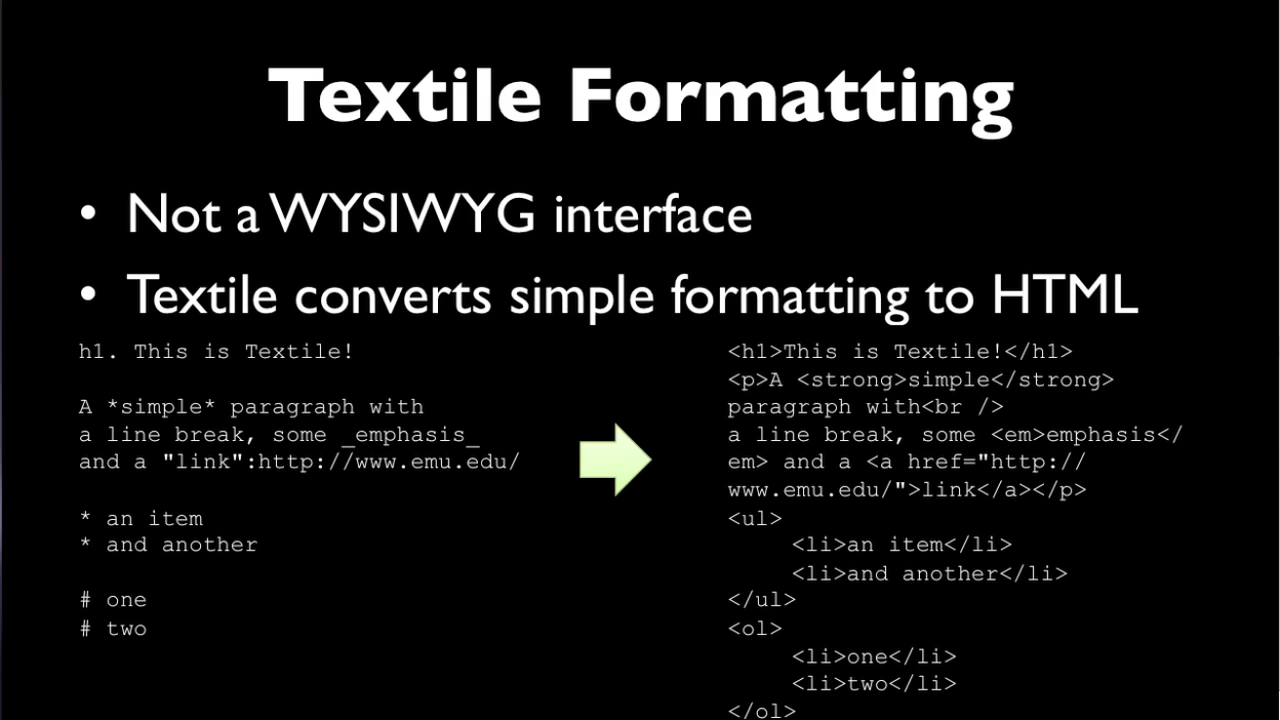 Textile Formatting
• Not a WYSIWYG interface
• Textile converts simple formatting to HTML
h1. This is Textile!
A *simple* paragraph with
a line break, some _emphasis_
and a "link":http://www.emu.edu/
* an item
* and another
# one
# two
<h1>This is Textile!</h1>
<p>A <strong>simple</strong>
paragraph with<br />
a line break, some <em>emphasis</
em> and a <a href="http://
www.emu.edu/">link</a></p>
<ul>
<li>an item</li>
<li>and another</li>
</ul>
<ol>
<li>one</li>
<li>two</li>
</ol>